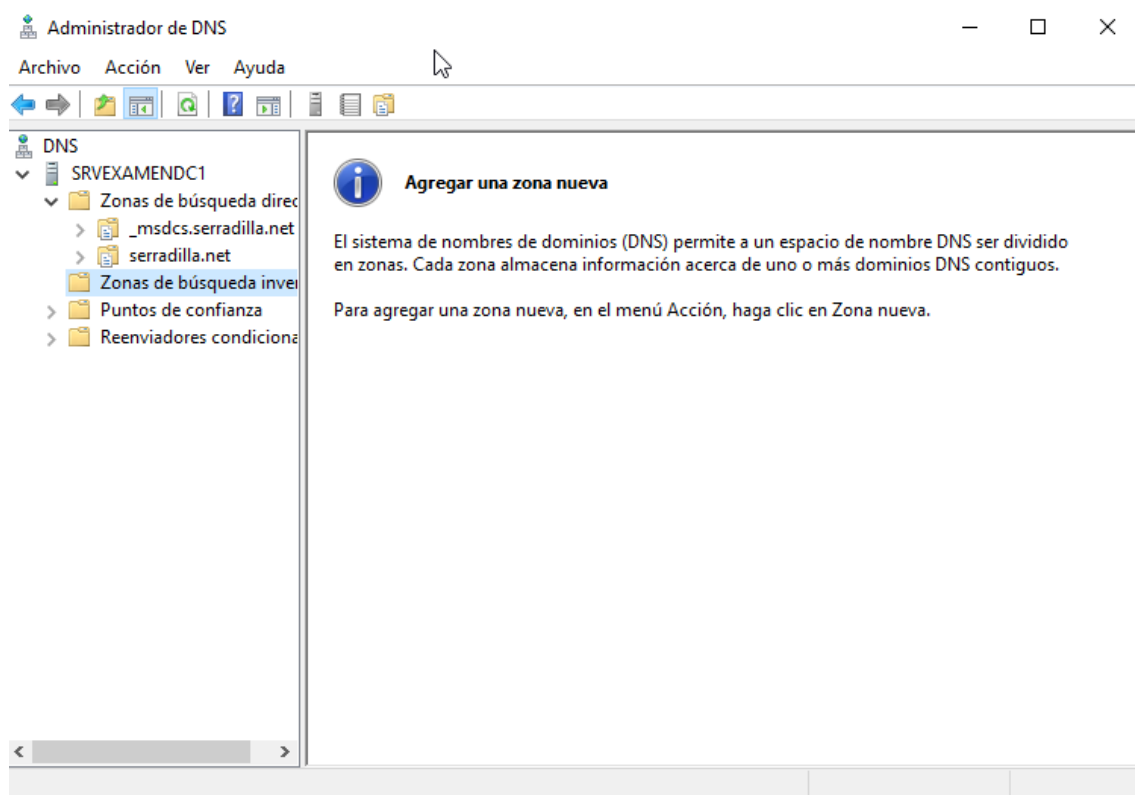 Administrador de DNS
Archivo Acción Ver Ayuda
DNS
SRVEXAMENDC1
Zonas de búsqueda direc
_msdcs.serradilla.net
serradilla.net
Zonas de búsqueda inver
Puntos de confianza
Reenviadores condiciona
Agregar una zona nueva
El sistema de nombres de dominios (DNS) permite a un espacio de nombre DNS ser dividido
en zonas. Cada zona almacena información acerca de uno o más dominios DNS contiguos.
Para agregar una zona nueva, en el menú Acción, haga clic en Zona nueva.